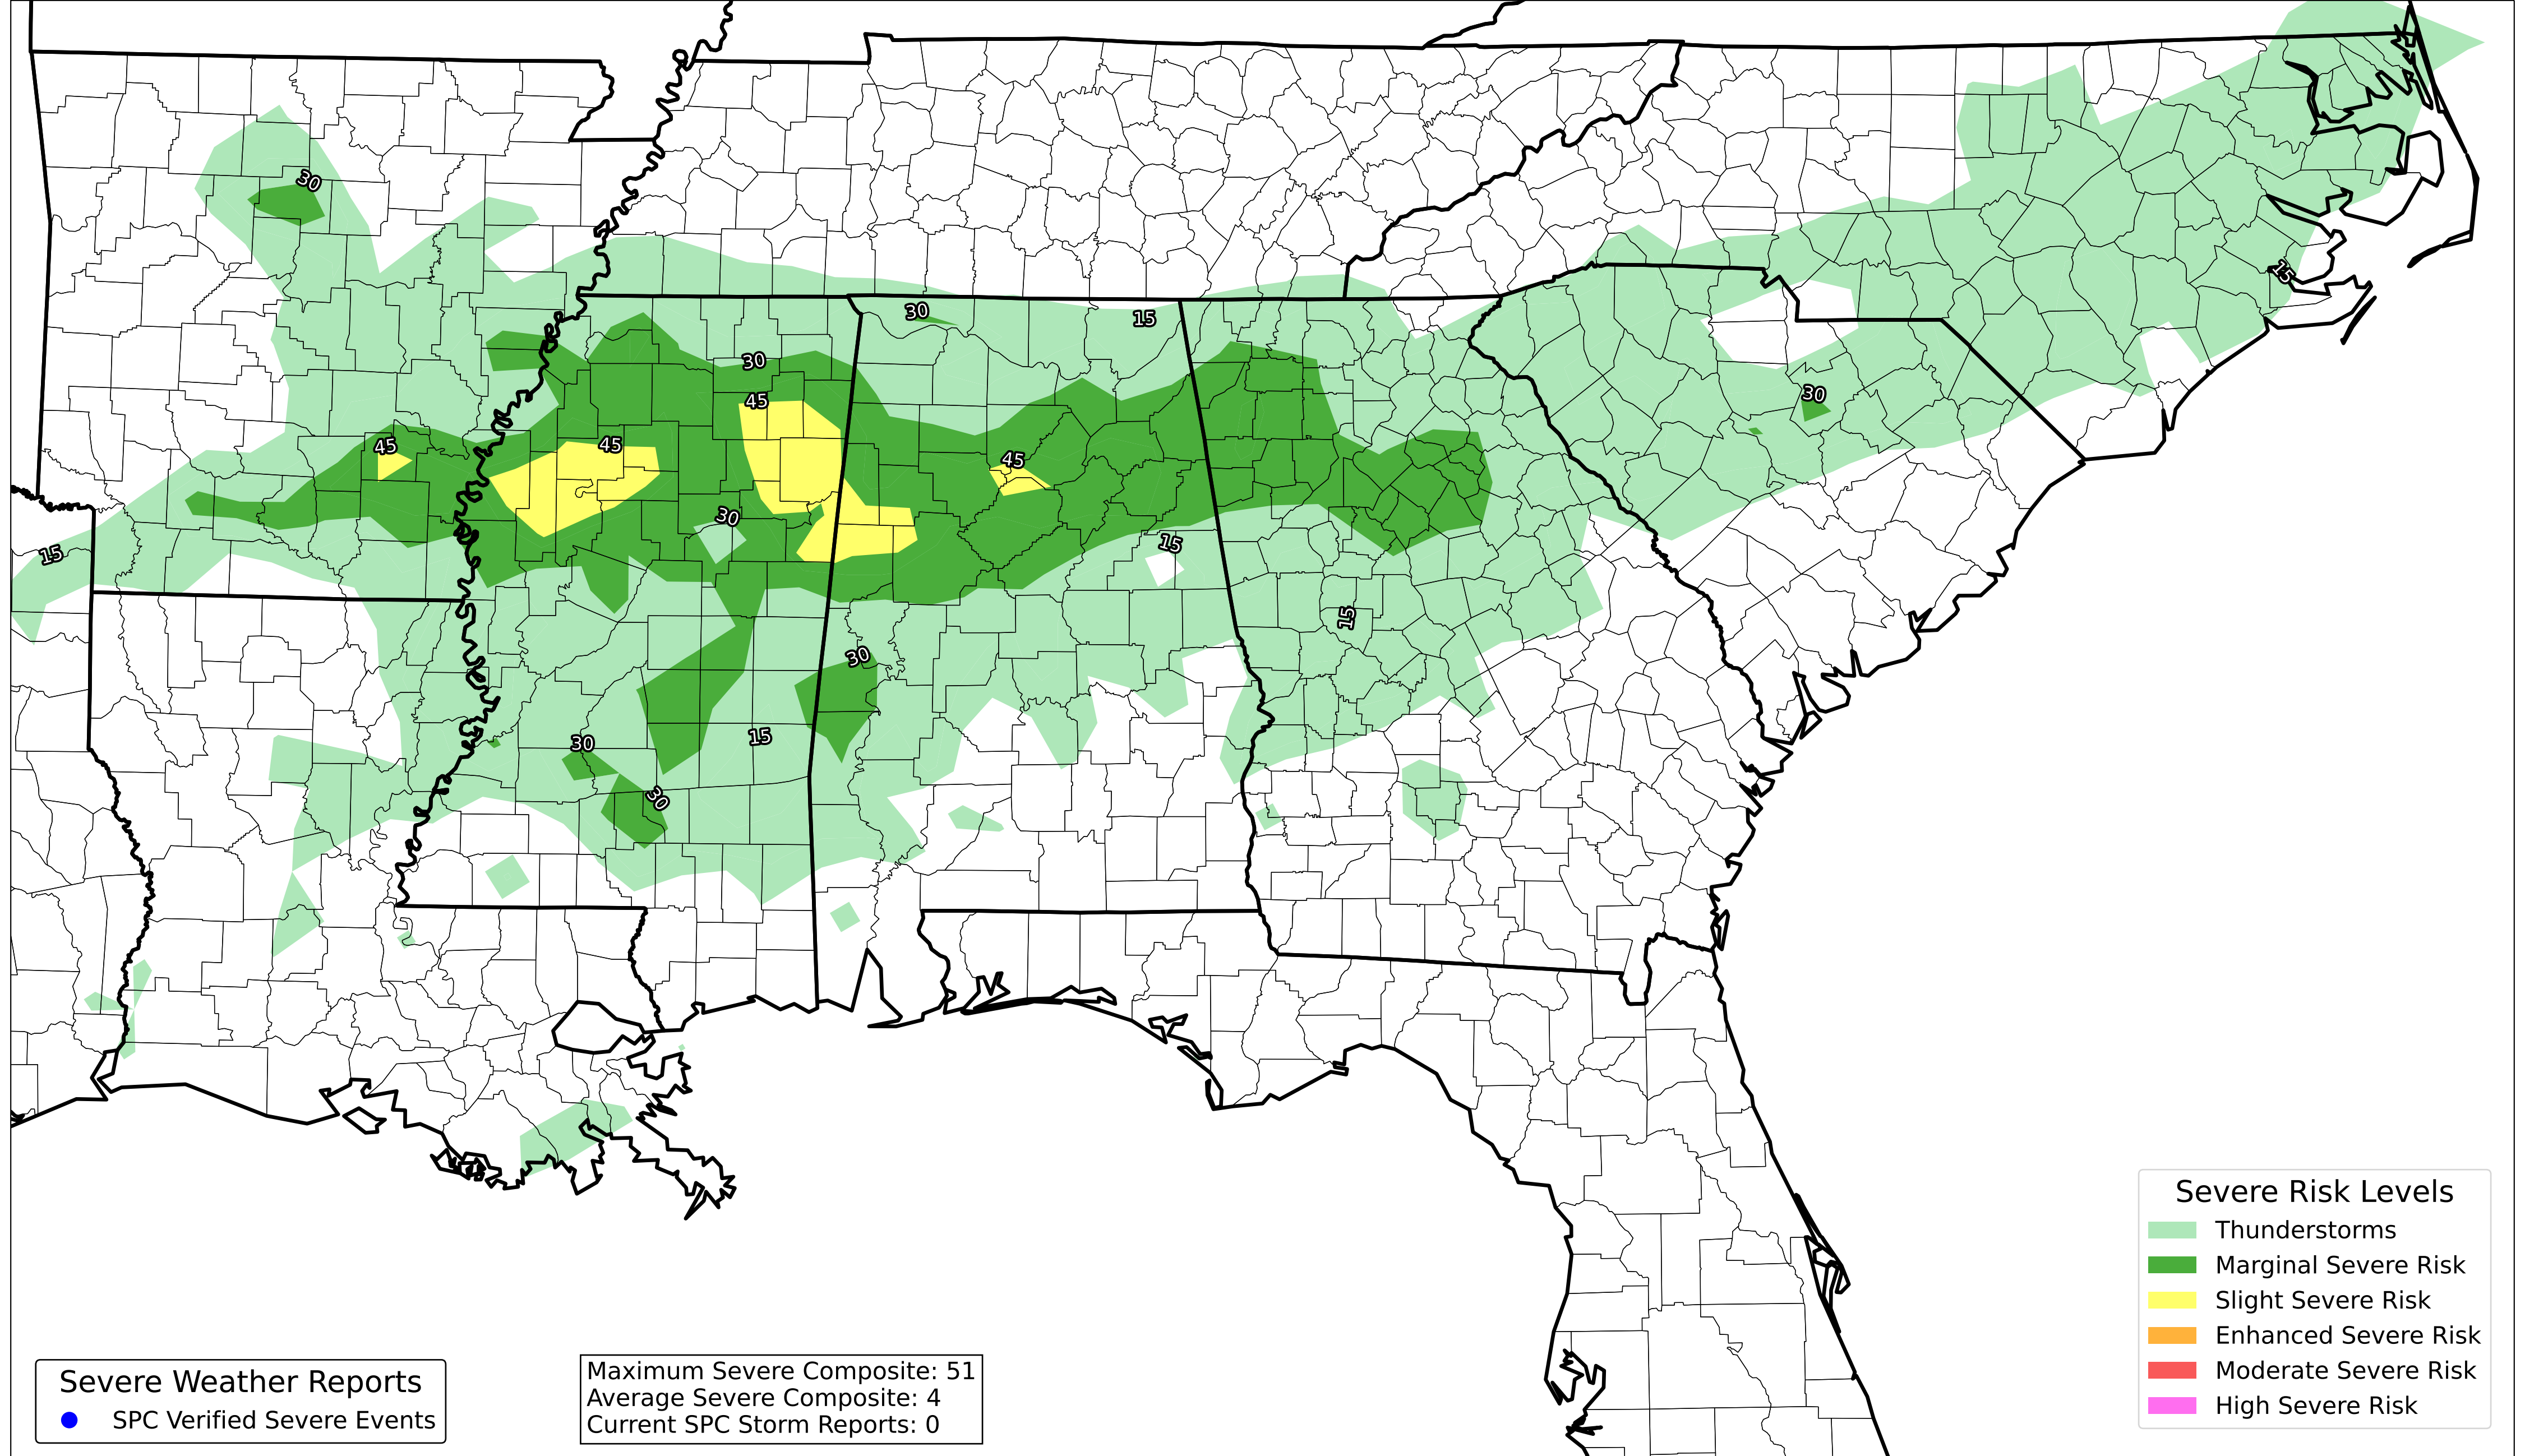 30
15
30
15
30
30
45
45
45
45
30
15
15
15
30
15
30
30
Severe Risk Levels
Thunderstorms
Marginal Severe Risk
Slight Severe Risk
Enhanced Severe Risk
Moderate Severe Risk
High Severe Risk
Severe Weather Reports
SPC Verified Severe Events
Maximum Severe Composite: 51
Average Severe Composite: 4
Current SPC Storm Reports: 0